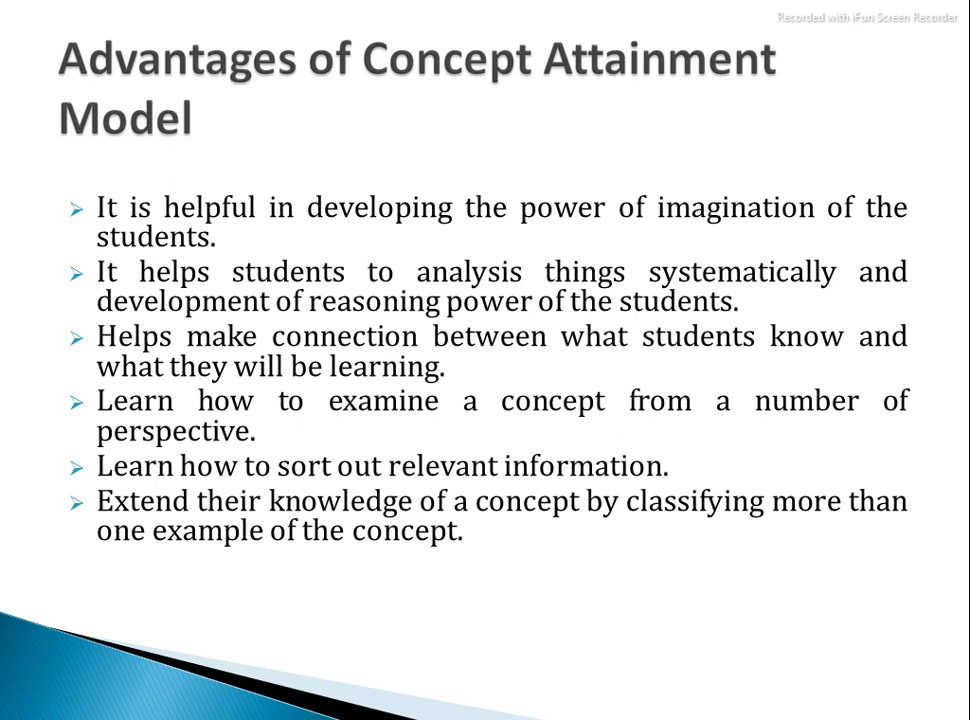 Recorded with iFun Screen Recorder
Advantages of Concept Attainment
Model
It is helpful in developing the power of imagination of the
students.
It helps students to analysis things systematically and
development of reasoning power of the students.
Helps make connection between what students know and
what they will be learning.
Learn how to examine a concept from a number of
perspective.
Learn how to sort out relevant information.
Extend their knowledge of a concept by classifying more than
one example of the concept.